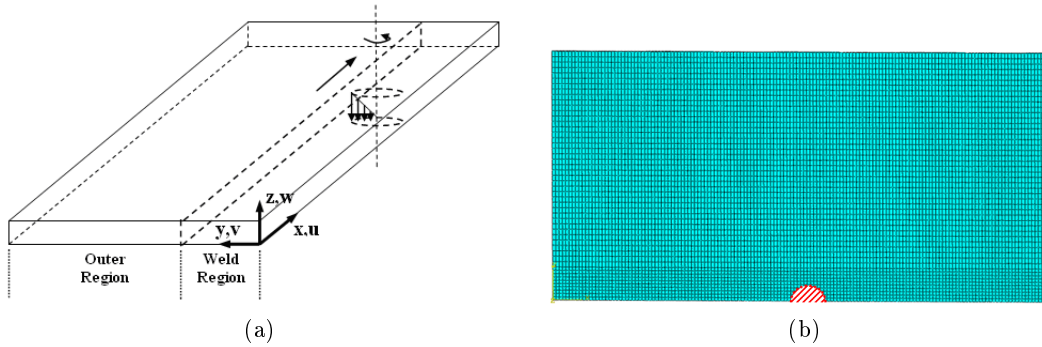 z,w
y,v
x,u
Outer
Region
Weld
Region
(a)
(b)